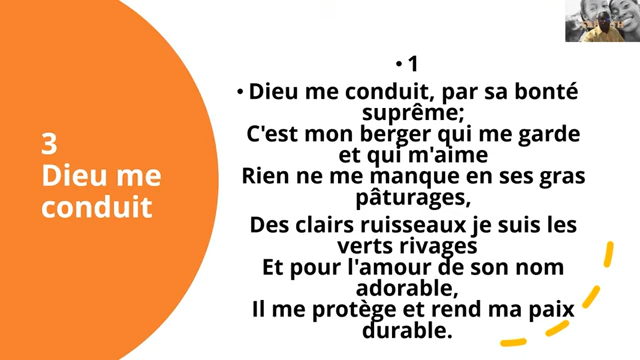 3
Dieu me
conduit
• 1
• Dieu me conduit, par sa bonté
suprême;
C'est mon berger qui me garde
et qui m'aime
Rien ne me manque en ses gras
pâturages,
Des clairs ruisseaux je suis les
verts rivages
Et pour l'amour de son nom
adorable,
Il me protège et rend ma paix
durable.